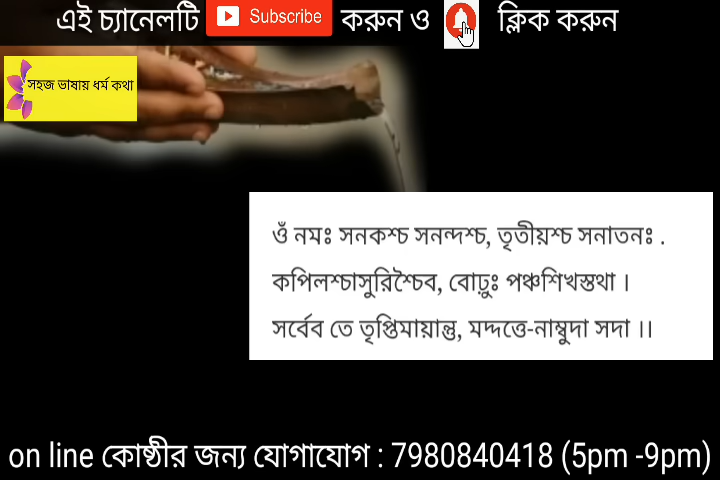 এই চ্যানেলটি Subscribe করুন ও ক্লিক করুন
সহজ ভাষায় ধর্ম কথা
ওঁ নমঃ সনকশ্চ সনন্দশ্চ, তৃতীয়শ্চ সনাতনঃ .
কপিলশ্চাসুরিশ্চৈব, বোঢ়ুঃ পঞ্চশিখস্তথা ।
সর্বেব তে তৃপ্তিমায়ান্তু, মদ্দত্তে-নাম্বুদা সদা ।।
on line কোষ্ঠীর জন্য যোগাযোগ : 7980840418 (5pm -9pm)